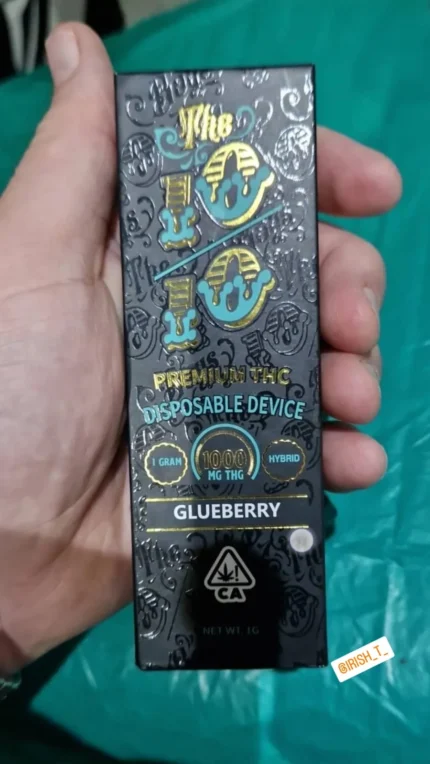 The
10
10
PREMIUM THC
DISPOSABLE DEVICE
1 GRAM
1000
MG THC
HYBRID
GLUEBERRY
CA
NET WT. 1G
@IRISH_T_